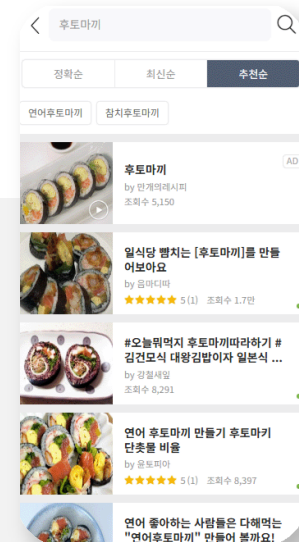 후토마끼
정확순 최신순 추천순
연어후토마끼 참치후토마끼
후토마끼 AD
by 만개의레시피
조회수 5,150
일식당 뺨치는 [후토마끼]를 만들
어보아요
by 음마디따
★★★★★ 5(1) 조회수 1.7만
#오늘뭐먹지 후토마끼따라하기 #
김건모식 대왕김밥이자 일본식 ...
by 강철새잎
조회수 8,291
연어 후토마끼 만들기 후토마키
단촛물 비율
by 윤토피아
★★★★★ 5(1) 조회수 8,397
연어 좋아하는 사람들은 다해먹는
"연어후토마끼" 만들어 볼까요!